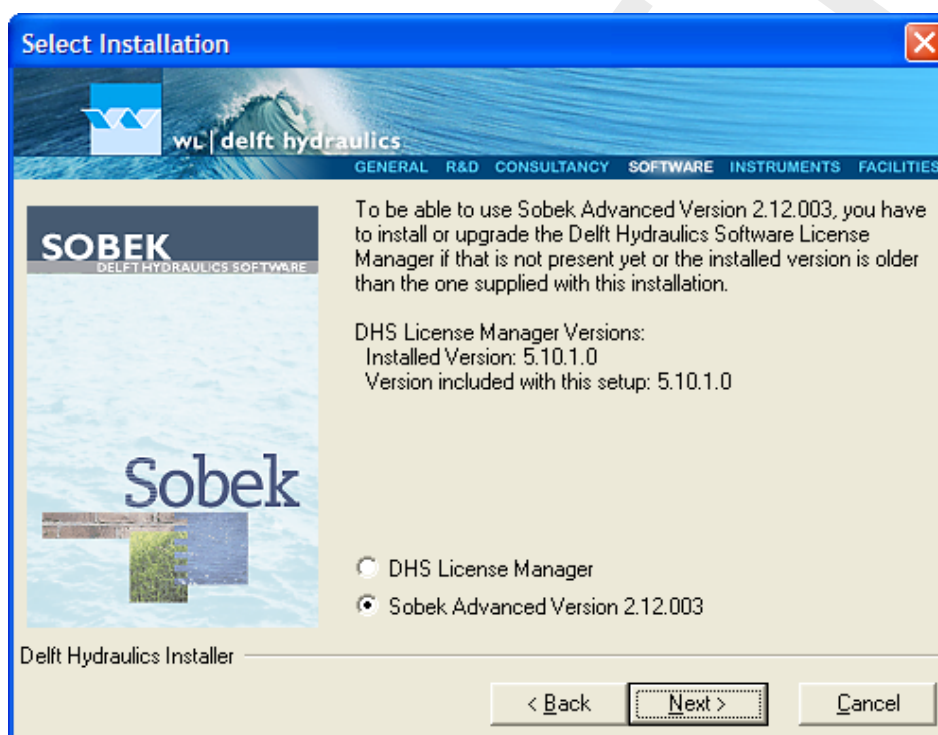 Select Installation
WL | delft hydraulics
GENERAL R&D CONSULTANCY SOFTWARE INSTRUMENTS FACILITIES
SOBEK
DELFT HYDRAULICS SOFTWARE
Sobek
To be able to use Sobek Advanced Version 2.12.003, you have
to install or upgrade the Delft Hydraulics Software License
Manager if that is not present yet or the installed version is older
than the one supplied with this installation.
DHS License Manager Versions:
Installed Version: 5.10.1.0
Version included with this setup: 5.10.1.0
DHS License Manager
Sobek Advanced Version 2.12.003
Delft Hydraulics Installer
< Back Next > Cancel